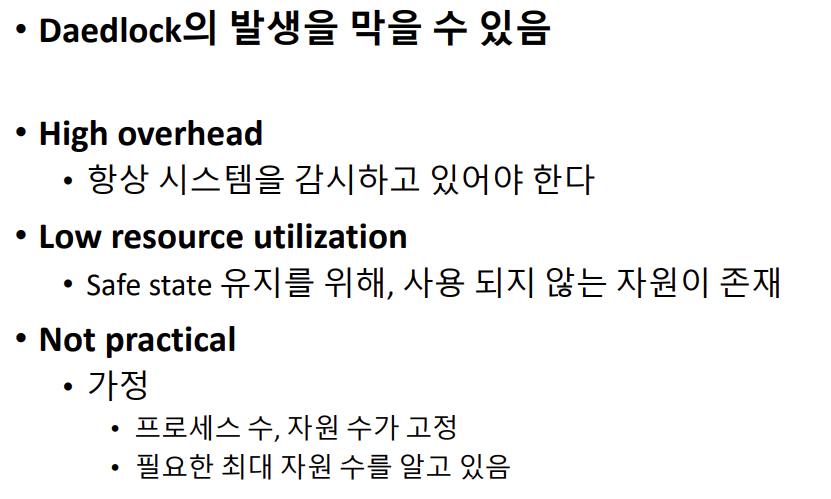 • Daedlock의 발생을 막을 수 있음
• High overhead
• 항상 시스템을 감시하고 있어야 한다
• Low resource utilization
• Safe state 유지를 위해, 사용 되지 않는 자원이 존재
• Not practical
• 가정
• 프로세스 수, 자원 수가 고정
• 필요한 최대 자원 수를 알고 있음